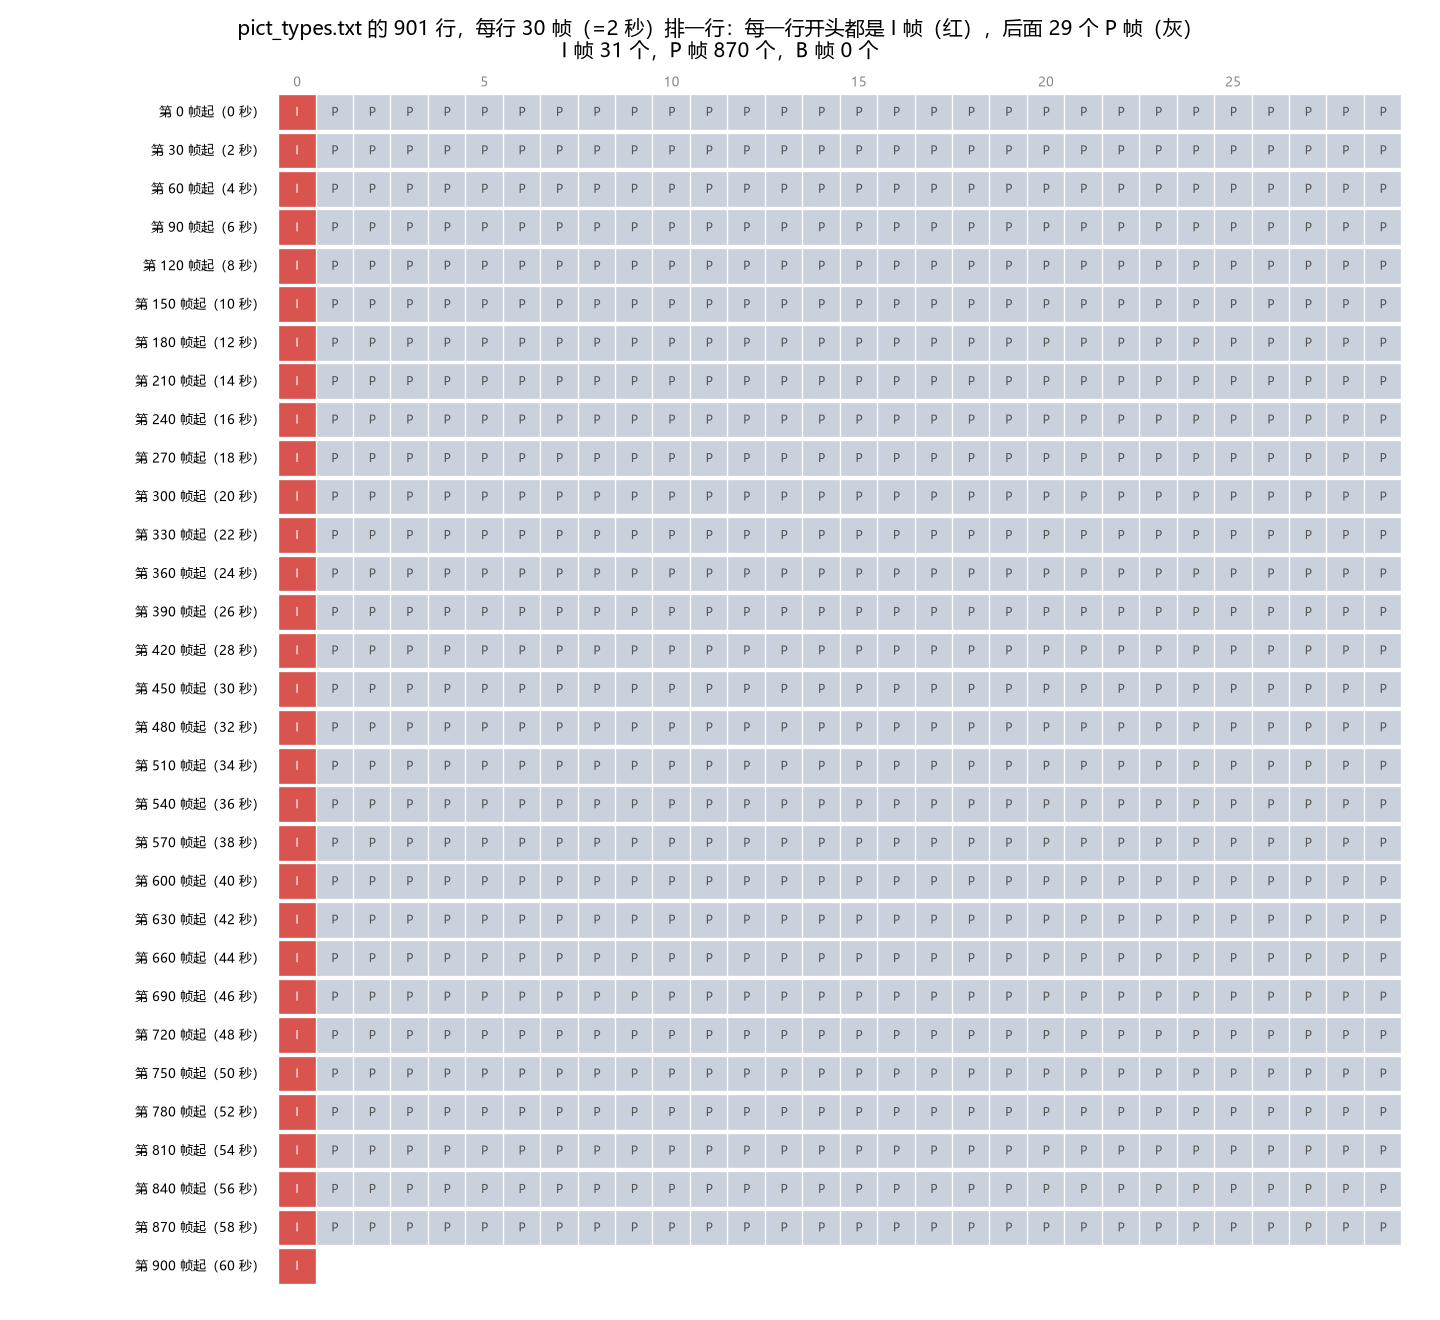 pict_types.txt 的 901 行，每行 30 帧（=2 秒）排一行：每一行开头都是 I 帧（红），后面 29 个 P 帧（灰）
I 帧 31 个，P 帧 870 个，B 帧 0 个
0 5 10 15 20 25
第 0 帧起（0 秒） I P P P P P P P P P P P P P P P P P P P P P P P P P P P P P
第 30 帧起（2 秒） I P P P P P P P P P P P P P P P P P P P P P P P P P P P P P
第 60 帧起（4 秒） I P P P P P P P P P P P P P P P P P P P P P P P P P P P P P
第 90 帧起（6 秒） I P P P P P P P P P P P P P P P P P P P P P P P P P P P P P
第 120 帧起（8 秒） I P P P P P P P P P P P P P P P P P P P P P P P P P P P P P
第 150 帧起（10 秒） I P P P P P P P P P P P P P P P P P P P P P P P P P P P P P
第 180 帧起（12 秒） I P P P P P P P P P P P P P P P P P P P P P P P P P P P P P
第 210 帧起（14 秒） I P P P P P P P P P P P P P P P P P P P P P P P P P P P P P
第 240 帧起（16 秒） I P P P P P P P P P P P P P P P P P P P P P P P P P P P P P
第 270 帧起（18 秒） I P P P P P P P P P P P P P P P P P P P P P P P P P P P P P
第 300 帧起（20 秒） I P P P P P P P P P P P P P P P P P P P P P P P P P P P P P
第 330 帧起（22 秒） I P P P P P P P P P P P P P P P P P P P P P P P P P P P P P
第 360 帧起（24 秒） I P P P P P P P P P P P P P P P P P P P P P P P P P P P P P
第 390 帧起（26 秒） I P P P P P P P P P P P P P P P P P P P P P P P P P P P P P
第 420 帧起（28 秒） I P P P P P P P P P P P P P P P P P P P P P P P P P P P P P
第 450 帧起（30 秒） I P P P P P P P P P P P P P P P P P P P P P P P P P P P P P
第 480 帧起（32 秒） I P P P P P P P P P P P P P P P P P P P P P P P P P P P P P
第 510 帧起（34 秒） I P P P P P P P P P P P P P P P P P P P P P P P P P P P P P
第 540 帧起（36 秒） I P P P P P P P P P P P P P P P P P P P P P P P P P P P P P
第 570 帧起（38 秒） I P P P P P P P P P P P P P P P P P P P P P P P P P P P P P
第 600 帧起（40 秒） I P P P P P P P P P P P P P P P P P P P P P P P P P P P P P
第 630 帧起（42 秒） I P P P P P P P P P P P P P P P P P P P P P P P P P P P P P
第 660 帧起（44 秒） I P P P P P P P P P P P P P P P P P P P P P P P P P P P P P
第 690 帧起（46 秒） I P P P P P P P P P P P P P P P P P P P P P P P P P P P P P
第 720 帧起（48 秒） I P P P P P P P P P P P P P P P P P P P P P P P P P P P P P
第 750 帧起（50 秒） I P P P P P P P P P P P P P P P P P P P P P P P P P P P P P
第 780 帧起（52 秒） I P P P P P P P P P P P P P P P P P P P P P P P P P P P P P
第 810 帧起（54 秒） I P P P P P P P P P P P P P P P P P P P P P P P P P P P P P
第 840 帧起（56 秒） I P P P P P P P P P P P P P P P P P P P P P P P P P P P P P
第 870 帧起（58 秒） I P P P P P P P P P P P P P P P P P P P P P P P P P P P P P
第 900 帧起（60 秒） I